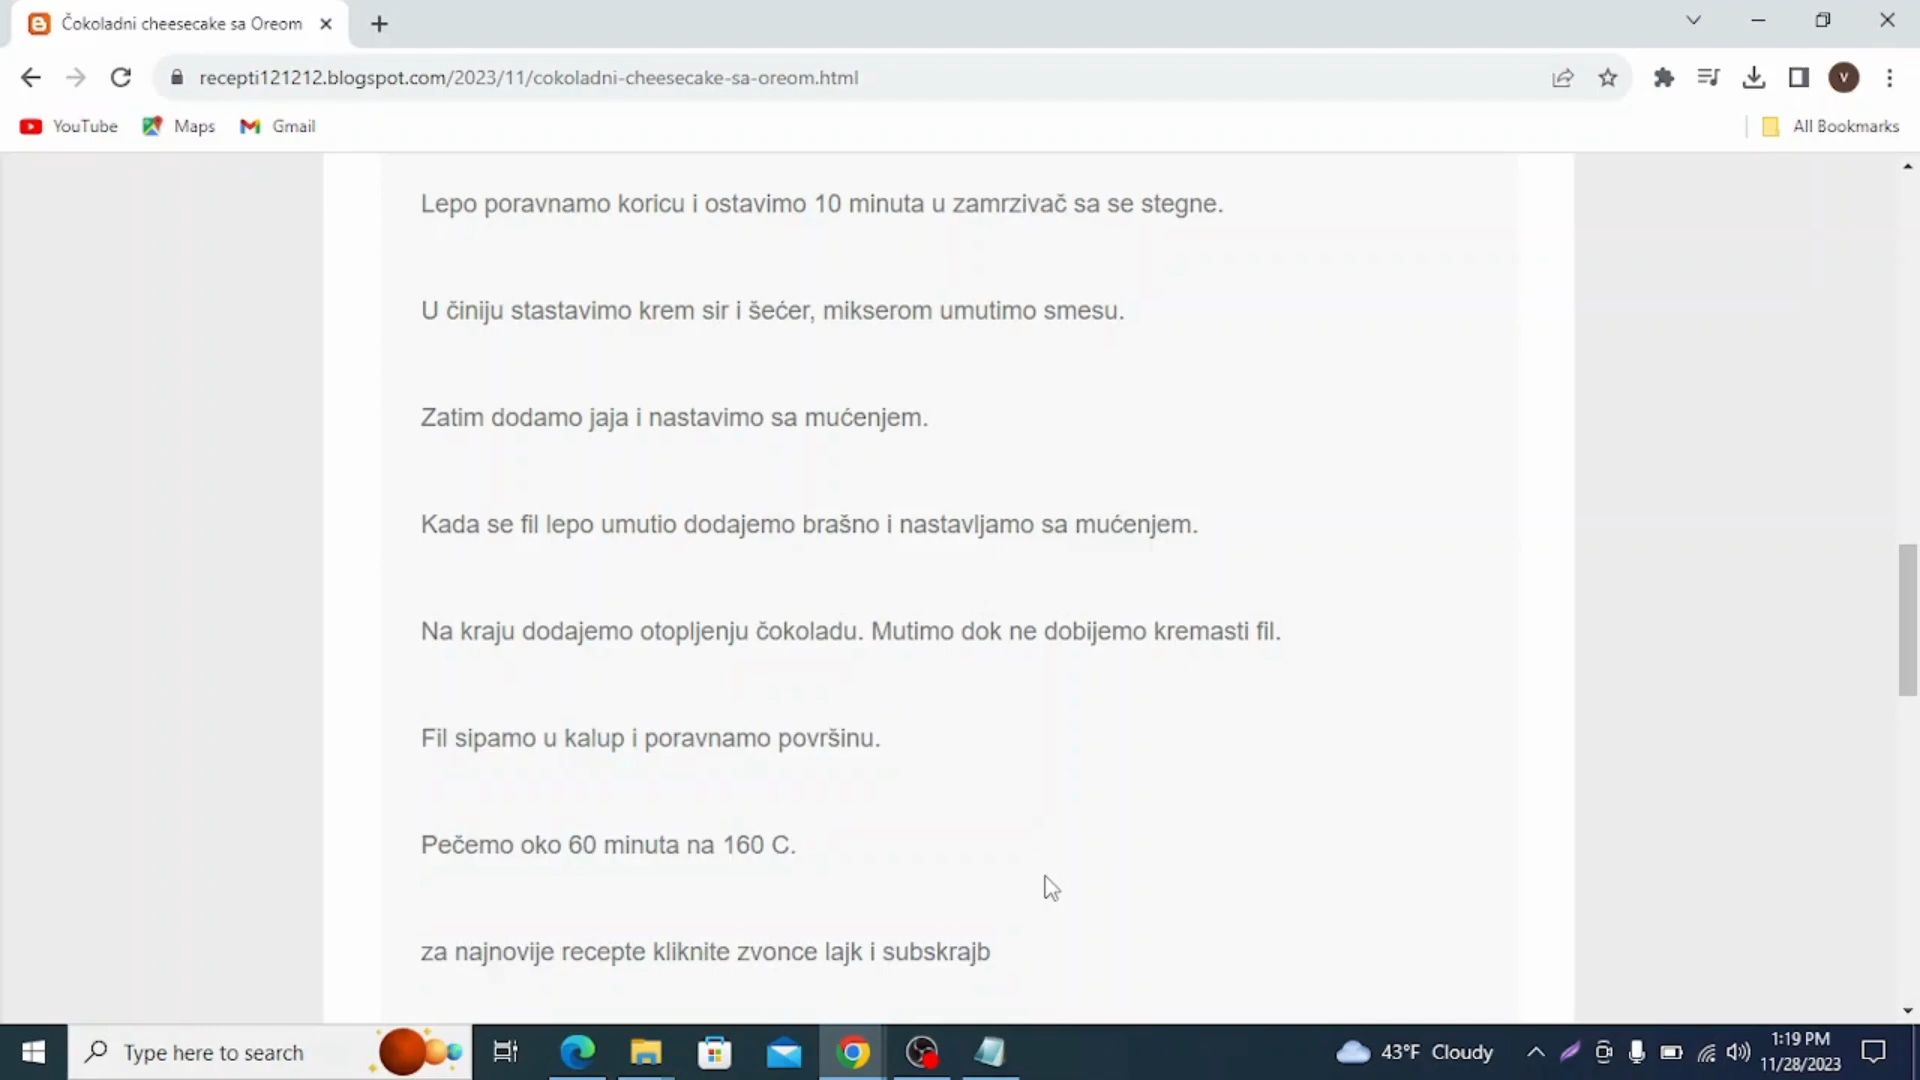 Čokoladni cheesecake sa Oreom
recepti121212.blogspot.com/2023/11/cokoladni-cheesecake-sa-oreom.html
V
YouTube
Maps
Gmail
All Bookmarks
Lepo poravnamo koricu i ostavimo 10 minuta u zamrzivač sa se stegne.
U činiju stastavimo krem sir i šećer, mikserom umutimo smesu.
Zatim dodamo jaja i nastavimo sa mućenjem.
Kada se fil lepo umutio dodajemo brašno i nastavljamo sa mućenjem.
Na kraju dodajemo otopljenju čokoladu. Mutimo dok ne dobijemo kremasti fil.
Fil sipamo u kalup i poravnamo površinu.
Pečemo oko 60 minuta na 160 C.
za najnovije recepte kliknite zvonce lajk i subskrajb
Type here to search
43°F Cloudy
1:19 PM
11/28/2023